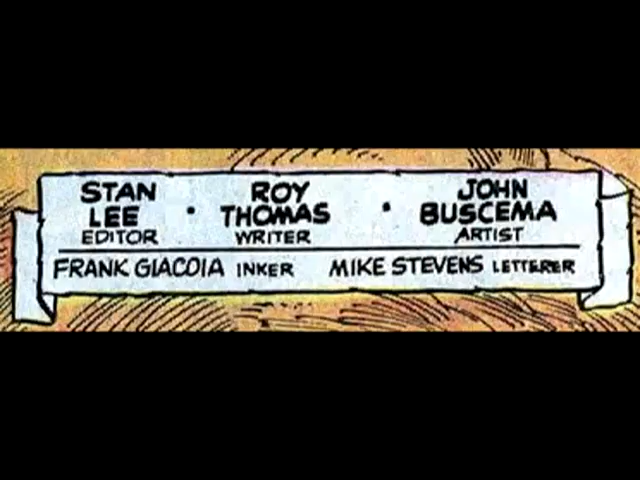 STAN LEE • ROY THOMAS • JOHN BUSCEMA
EDITOR WRITER ARTIST
FRANK GIACOIA INKER MIKE STEVENS LETTERER